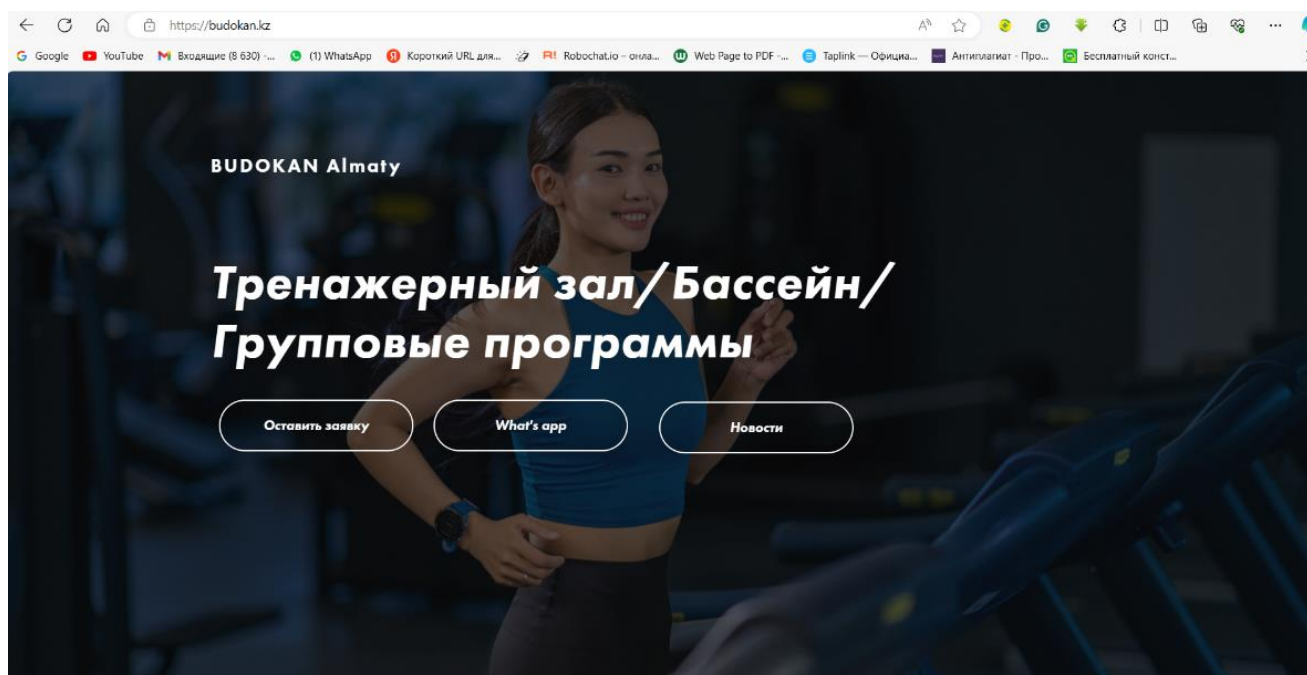 https://budokan.kz
Google YouTube Входящие (8 630) -... (1) WhatsApp Короткий URL для... R! Robochat.io – онла... Web Page to PDF -... Taplink — Официа... Антиплагиат - Про... Бесплатный конст...
BUDOKAN Almaty
Тренажерный зал/Бассейн/
Групповые программы
Оставить заявку What's app Новости